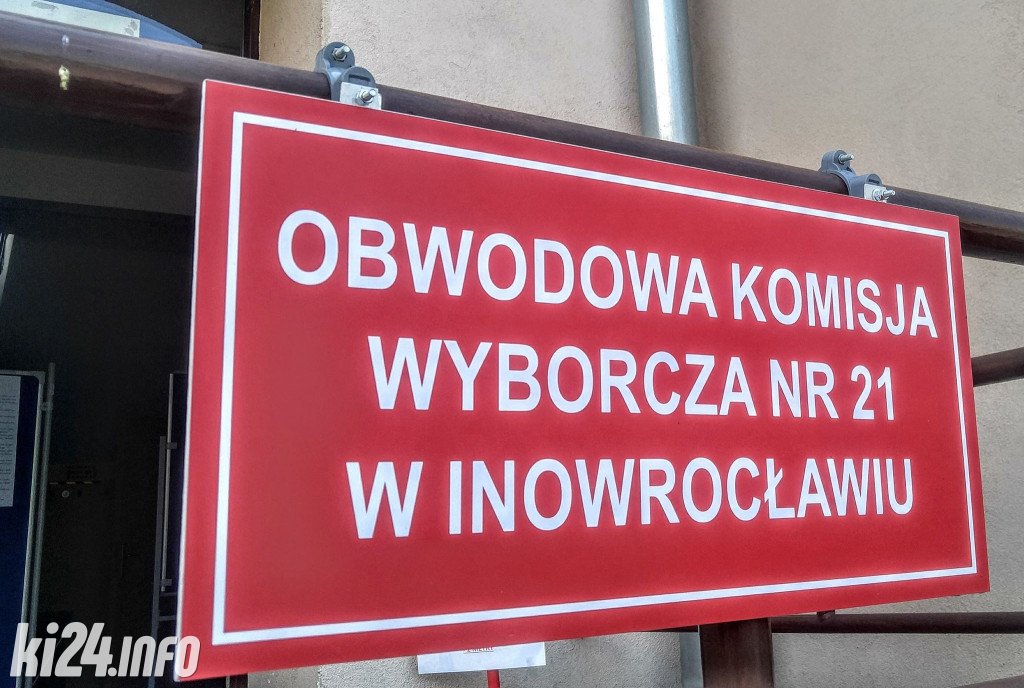 OBWODOWA KOMISJA
WYBORCZA NR 21
W INOWROCŁAWIU
ki24.info